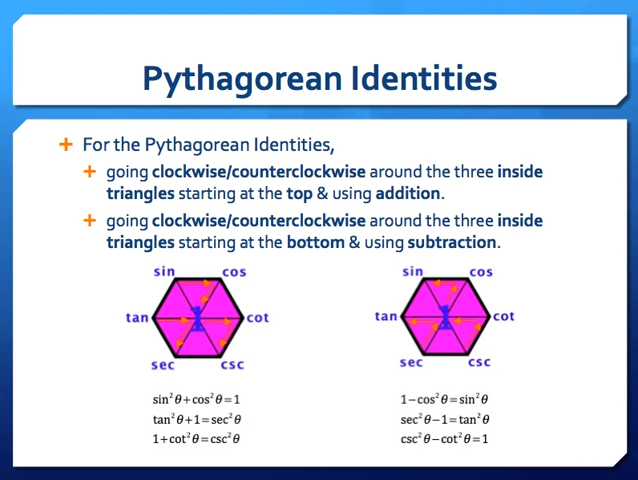 Pythagorean Identities
For the Pythagorean Identities,
going clockwise/counterclockwise around the three inside
triangles starting at the top & using addition.
going clockwise/counterclockwise around the three inside
triangles starting at the bottom & using subtraction.
sin cos
tan 1 cot
sec csc
sin²θ+cos²θ=1
tan²θ+1=sec²θ
1+cot²θ=csc²θ
sin cos
tan 1 cot
sec csc
1−cos²θ=sin²θ
sec²θ−1=tan²θ
csc²θ−cot²θ=1